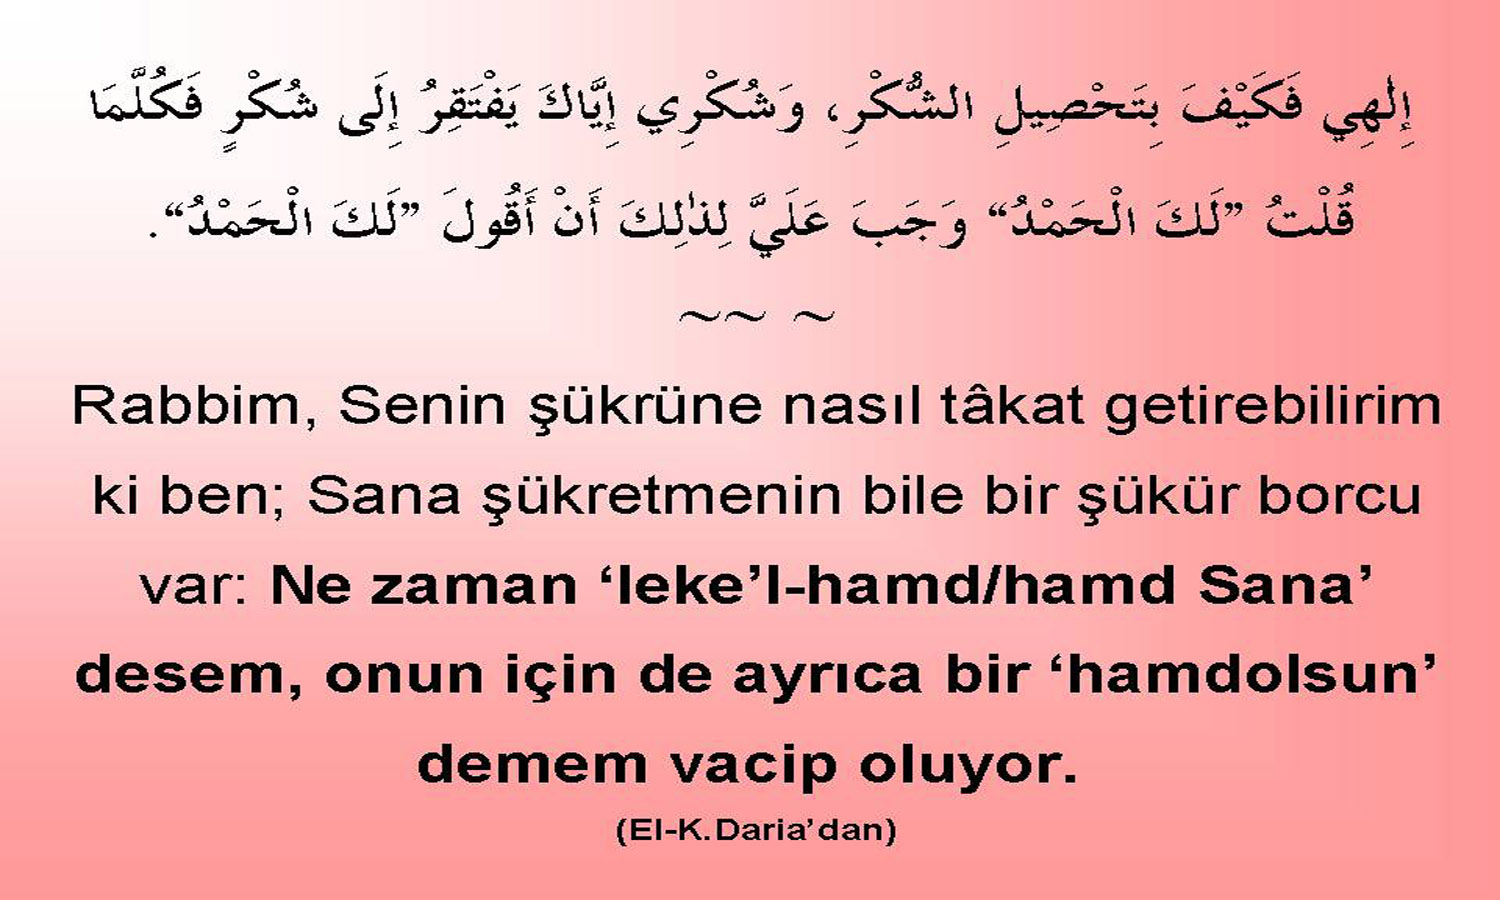 إِلٰهِي فَكَيْفَ بِتَحْصِيلِ الشُّكْرِ، وَشُكْرِي إِيَّاكَ يَفْتَقِرُ إِلَى شُكْرٍ فَكُلَّمَا
قُلْتُ ”لَكَ الْحَمْدُ“ وَجَبَ عَلَيَّ لِذٰلِكَ أَنْ أَقُولَ ”لَكَ الْحَمْدُ“.
~~ ~
Rabbim, Senin şükrüne nasıl tâkat getirebilirim
ki ben; Sana şükretmenin bile bir şükür borcu
var: Ne zaman ‘leke’l-hamd/hamd Sana’
desem, onun için de ayrıca bir ‘hamdolsun’
demem vacip oluyor.
(El-K.Daria’dan)